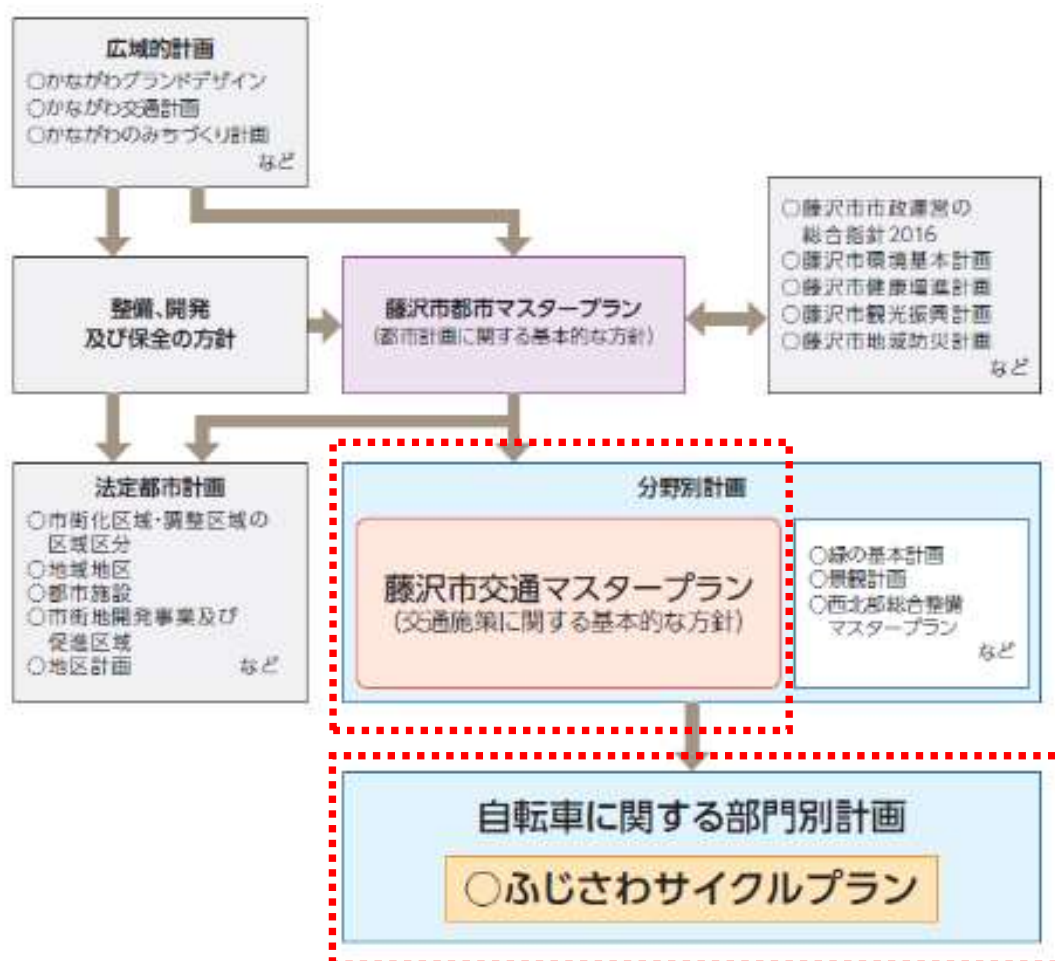 広域的計画
○かながわグランドデザイン
○かながわ交通計画
○かながわのみちづくり計画
など
○藤沢市市政運営の
総合指針2016
○藤沢市環境基本計画
○藤沢市健康増進計画
○藤沢市観光振興計画
○藤沢市地域防災計画
など
整備、開発
及び保全の方針
藤沢市都市マスタープラン
(都市計画に関する基本的な方針)
法定都市計画
○市街化区域・調整区域の
区域区分
○地域地区
○都市施設
○市街地開発事業及び
促進区域
○地区計画 など
分野別計画
藤沢市交通マスタープラン
(交通施策に関する基本的な方針)
○緑の基本計画
○景観計画
○西北部総合整備
マスタープラン
など
自転車に関する部門別計画
○ふじさわサイクルプラン